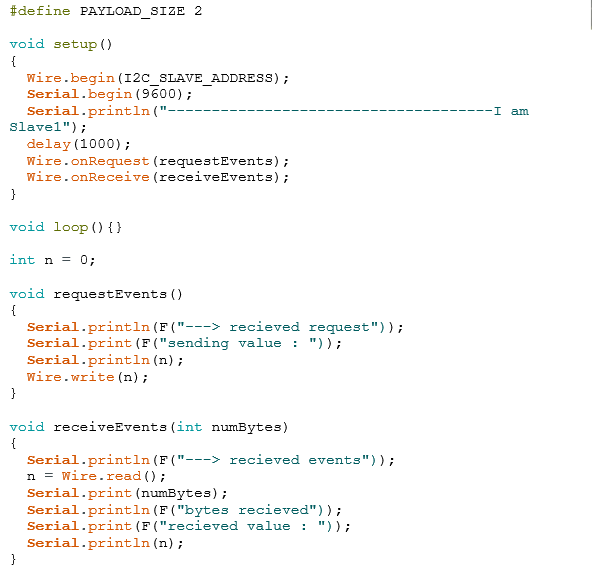 #define PAYLOAD_SIZE 2
void setup()
{
  Wire.begin(I2C_SLAVE_ADDRESS);
  Serial.begin(9600);
  Serial.println("-------------------------------------I am
Slave1");
  delay(1000);
  Wire.onRequest(requestEvents);
  Wire.onReceive(receiveEvents);
}
void loop(){}
int n = 0;
void requestEvents()
{
  Serial.println(F("---> recieved request"));
  Serial.print(F("sending value : "));
  Serial.println(n);
  Wire.write(n);
}
void receiveEvents(int numBytes)
{
  Serial.println(F("---> recieved events"));
  n = Wire.read();
  Serial.print(numBytes);
  Serial.println(F("bytes recieved"));
  Serial.print(F("recieved value : "));
  Serial.println(n);
}